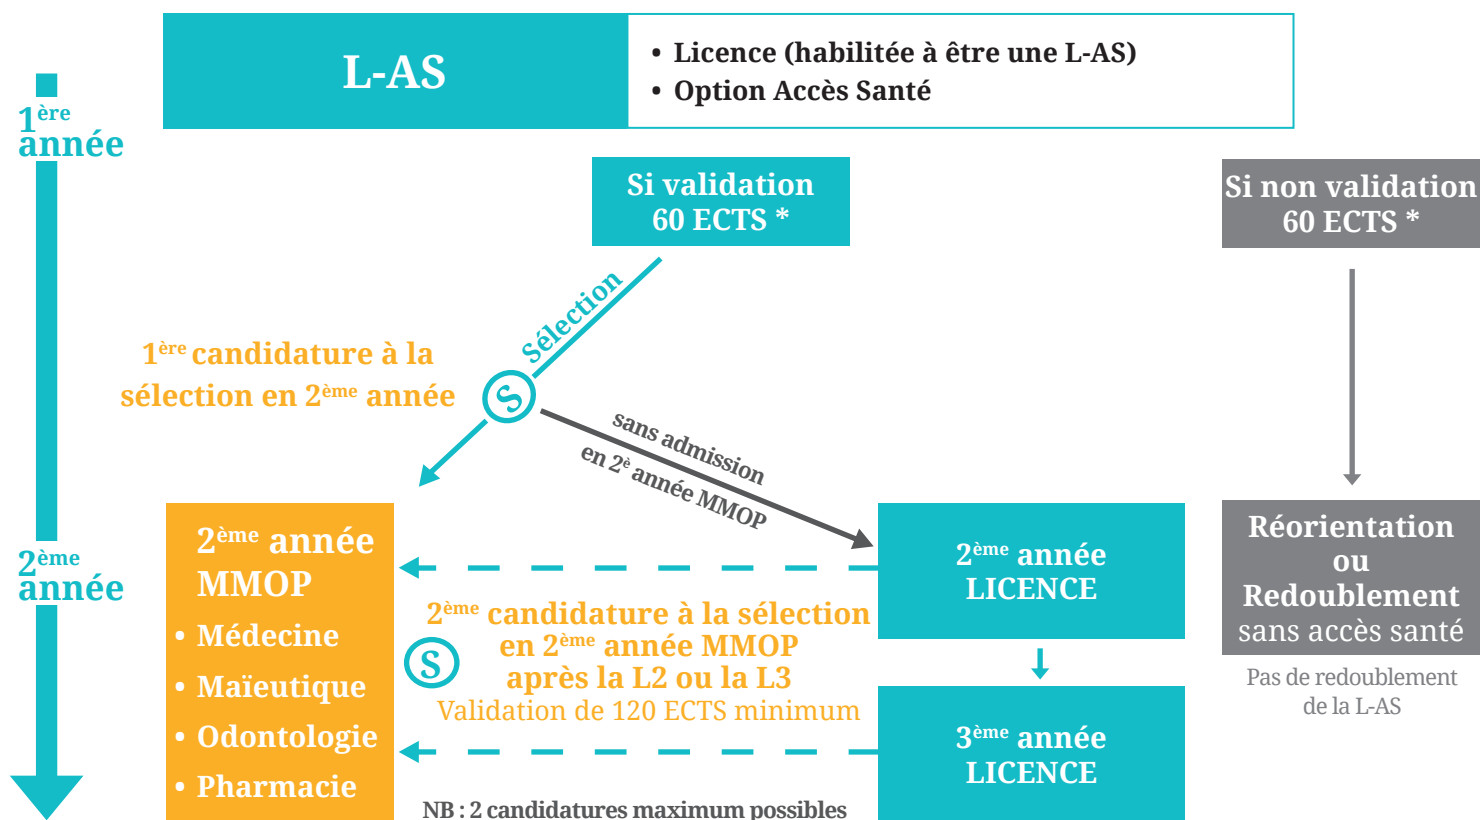 L-AS
• Licence (habilitée à être une L-AS)
• Option Accès Santé
1ère
année
Si validation
60 ECTS *
Si non validation
60 ECTS *
Sélection
1ère candidature à la
sélection en 2ème année
S
sans admission
en 2è année MMOP
2ème
année
2ème année
MMOP
• Médecine
• Maïeutique
• Odontologie
• Pharmacie
2ème candidature à la sélection
en 2ème année MMOP
après la L2 ou la L3
Validation de 120 ECTS minimum
S
NB : 2 candidatures maximum possibles
2ème année
LICENCE
3ème année
LICENCE
Réorientation
ou
Redoublement
sans accès santé
Pas de redoublement
de la L-AS